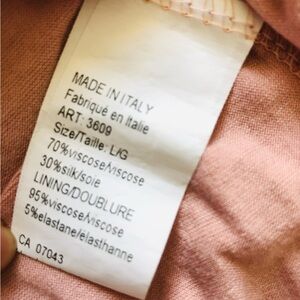 MADE IN ITALY
Fabriqué en Italie
ART: 3609
Size/Taille: L/G
70%viscose/viscose
30%silk/soie
LINING/DOUBLURE
95%viscose/viscose
5%elastane/élasthanne
CA 07043